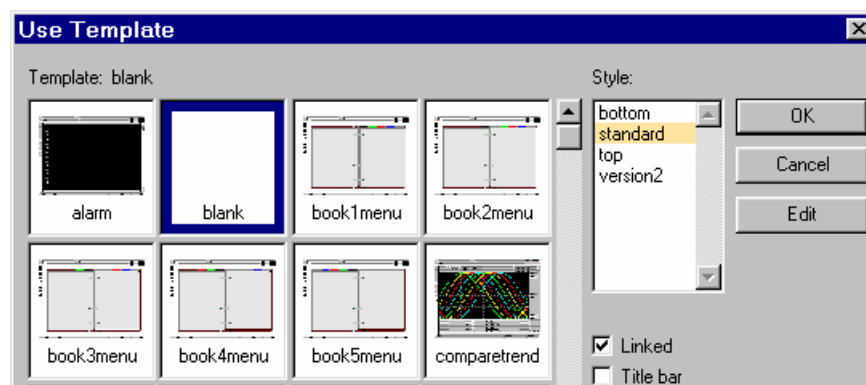 Use Template
Template: blank
Style:
alarm
blank
book1menu
book2menu
bottom
standard
top
version2
OK
Cancel
Edit
book3menu
book4menu
book5menu
comparetrend
Linked
Title bar